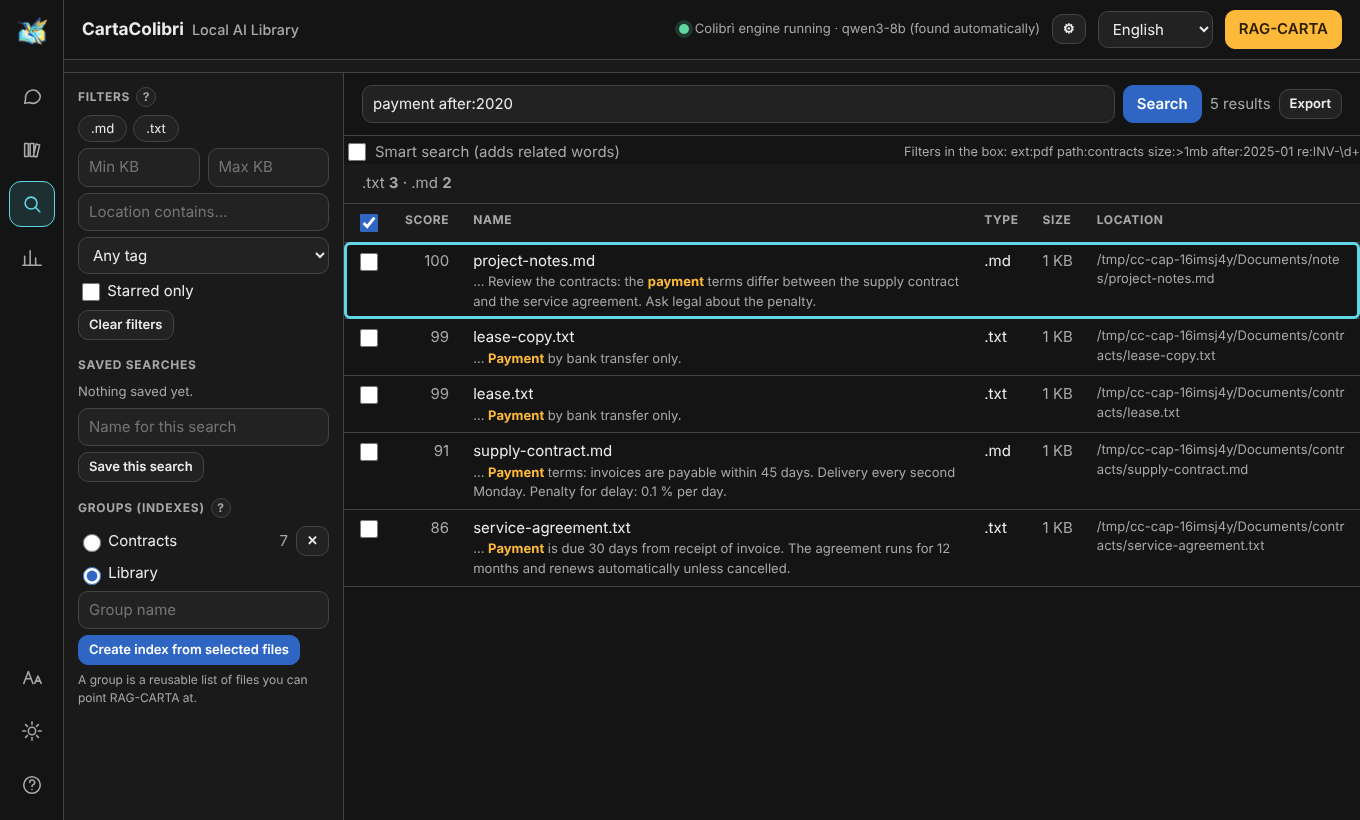 CartaColibrì Local AI Library
Colibrì engine running · qwen3-8b (found automatically)
English
RAG-CARTA
FILTERS ?
.md .txt
Min KB Max KB
Location contains...
Any tag
Starred only
Clear filters
SAVED SEARCHES
Nothing saved yet.
Name for this search
Save this search
GROUPS (INDEXES) ?
Contracts 7 ×
Library
Group name
Create index from selected files
A group is a reusable list of files you can
point RAG-CARTA at.
AA
payment after:2020
Search 5 results Export
Smart search (adds related words) Filters in the box: ext:pdf path:contracts size:>1mb after:2025-01 re:INV-\d+
.txt 3 · .md 2
SCORE NAME TYPE SIZE LOCATION
100 project-notes.md .md 1 KB /tmp/cc-cap-16imsj4y/Documents/note
... Review the contracts: the payment terms differ between the supply contract s/project-notes.md
and the service agreement. Ask legal about the penalty.
99 lease-copy.txt .txt 1 KB /tmp/cc-cap-16imsj4y/Documents/contr
... Payment by bank transfer only. acts/lease-copy.txt
99 lease.txt .txt 1 KB /tmp/cc-cap-16imsj4y/Documents/contr
... Payment by bank transfer only. acts/lease.txt
91 supply-contract.md .md 1 KB /tmp/cc-cap-16imsj4y/Documents/contr
... Payment terms: invoices are payable within 45 days. Delivery every second acts/supply-contract.md
Monday. Penalty for delay: 0.1 % per day.
86 service-agreement.txt .txt 1 KB /tmp/cc-cap-16imsj4y/Documents/contr
... Payment is due 30 days from receipt of invoice. The agreement runs for 12 acts/service-agreement.txt
months and renews automatically unless cancelled.